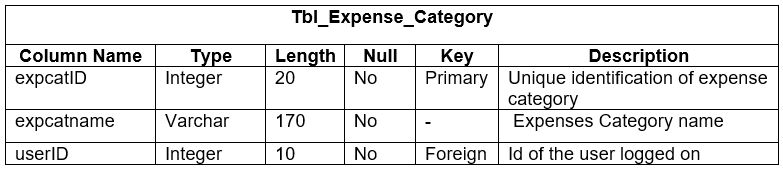 Tbl_Expense_Category
Column Name Type Length Null Key Description
expcatID Integer 20 No Primary Unique identification of expense
category
expcatname Varchar 170 No - Expenses Category name
userID Integer 10 No Foreign Id of the user logged on